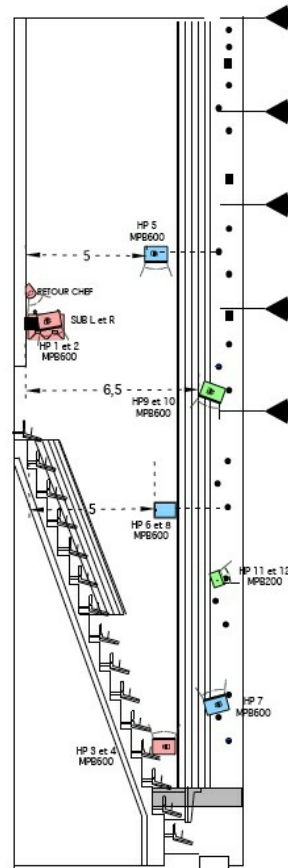 HP 5
MPB600
5
RETOUR CHEF
SUB L et R
HP 1 et 2
MPB600
6,5
HP9 et 10
MPB600
5
HP 6 et 8
MPB600
HP 11 et 12
MPB200
HP 7
MPB600
HP 3 et 4
MPB600